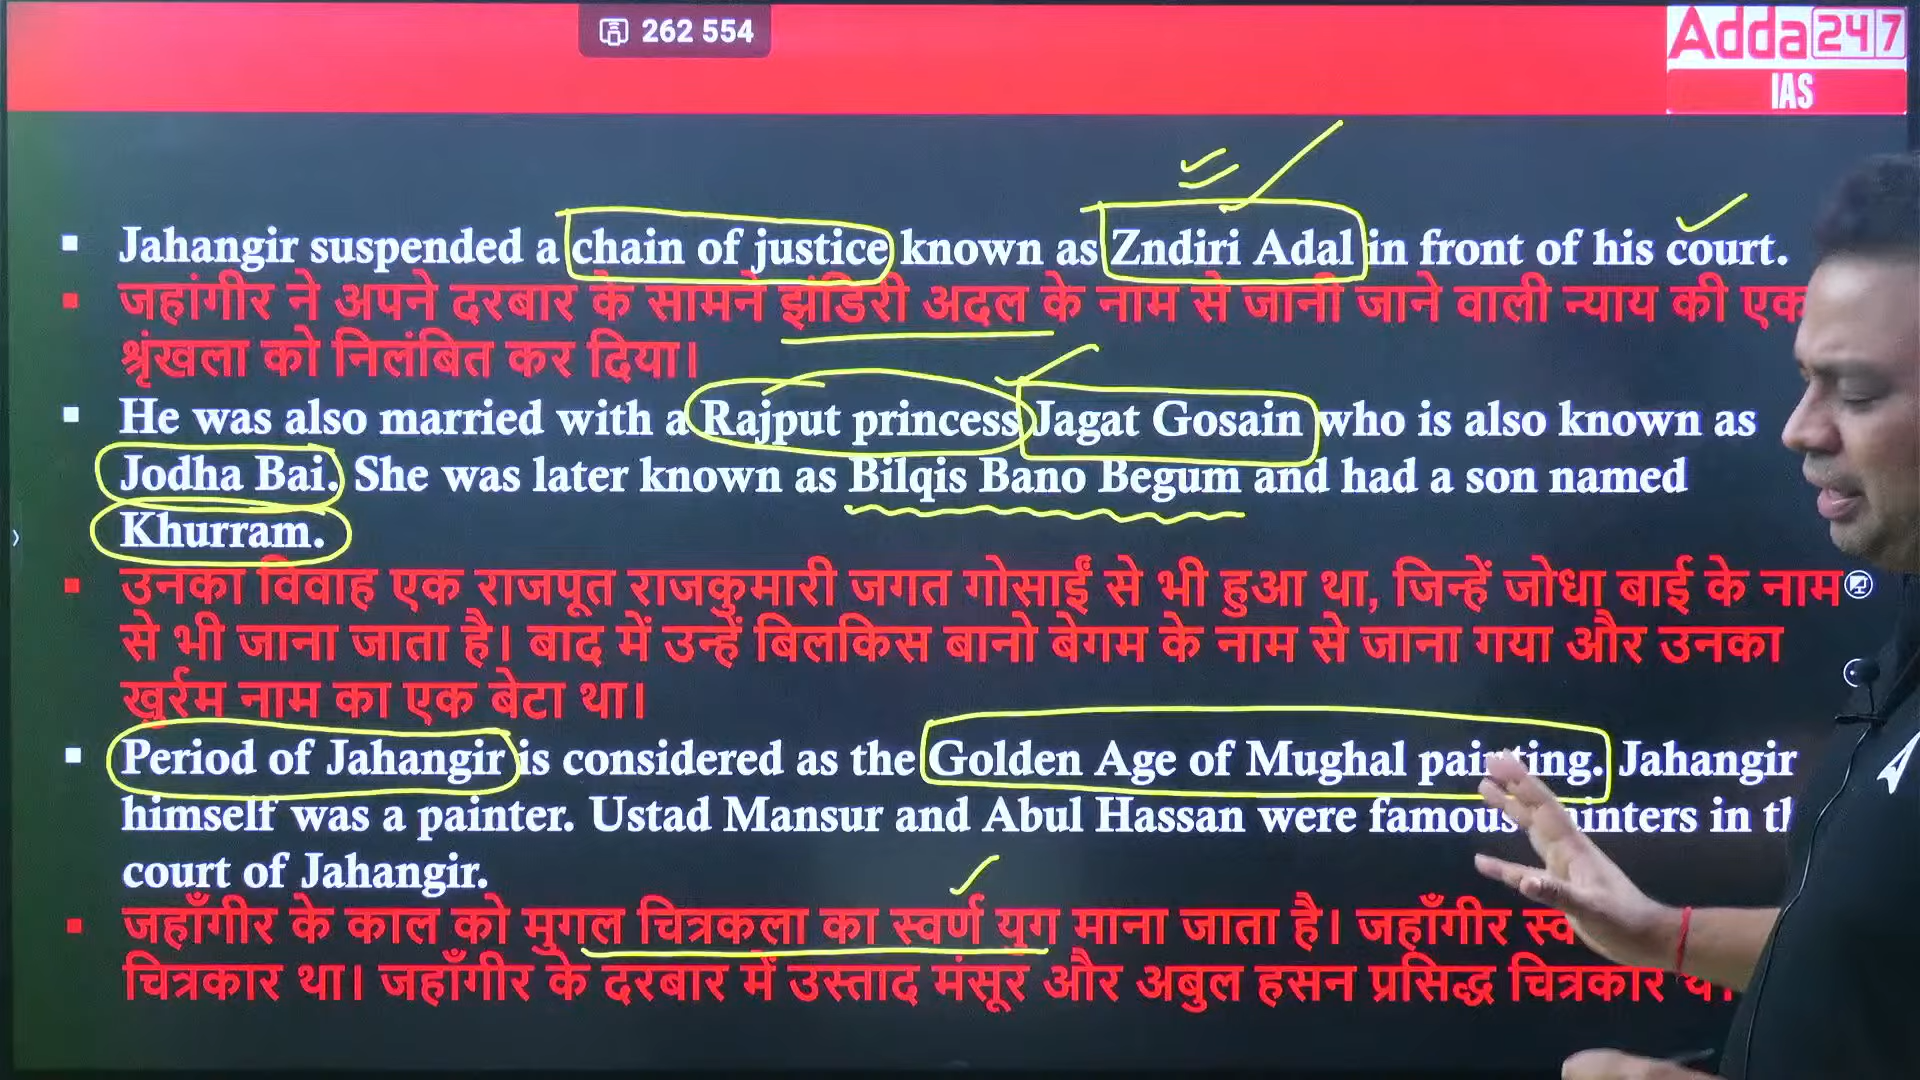 262 554
Adda247
IAS
Jahangir suspended a chain of justice known as Zndiri Adal in front of his court.
जहांगीर ने अपने दरबार के सामने झांडेरी अदल के नाम से जानी जाने वाली न्याय की एक
श्रृंखला को निलंबित कर दिया।
He was also married with a Rajput princess Jagat Gosain who is also known as
Jodha Bai. She was later known as Bilqis Bano Begum and had a son named
Khurram.
उनका विवाह एक राजपूत राजकुमारी जगत गोसाईं से भी हुआ था, जिन्हें जोधा बाई के नाम
से भी जाना जाता है। बाद में उन्हें बिलकिस बानो बेगम के नाम से जाना गया और उनका
खुर्रम नाम का एक बेटा था।
Period of Jahangir is considered as the Golden Age of Mughal painting. Jahangir
himself was a painter. Ustad Mansur and Abul Hassan were famous in
court of Jahangir.
जहाँगीर के काल को मुगल चित्रकला का स्वर्ण युग माना जाता है। जहाँगीर
चित्रकार था। जहाँगीर के दरबार में उस्ताद मंसूर और अबुल हसन प्रसिद्ध चित्रकार